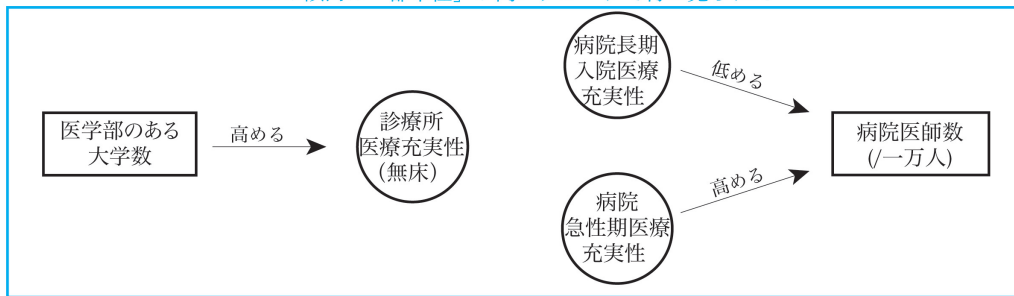 医学部のある
大学数
高める
診療所
医療充実性
(無床)
病院長期
入院医療
充実性
低める
病院
急性期医療
充実性
高める
病院医師数
(/一万人)